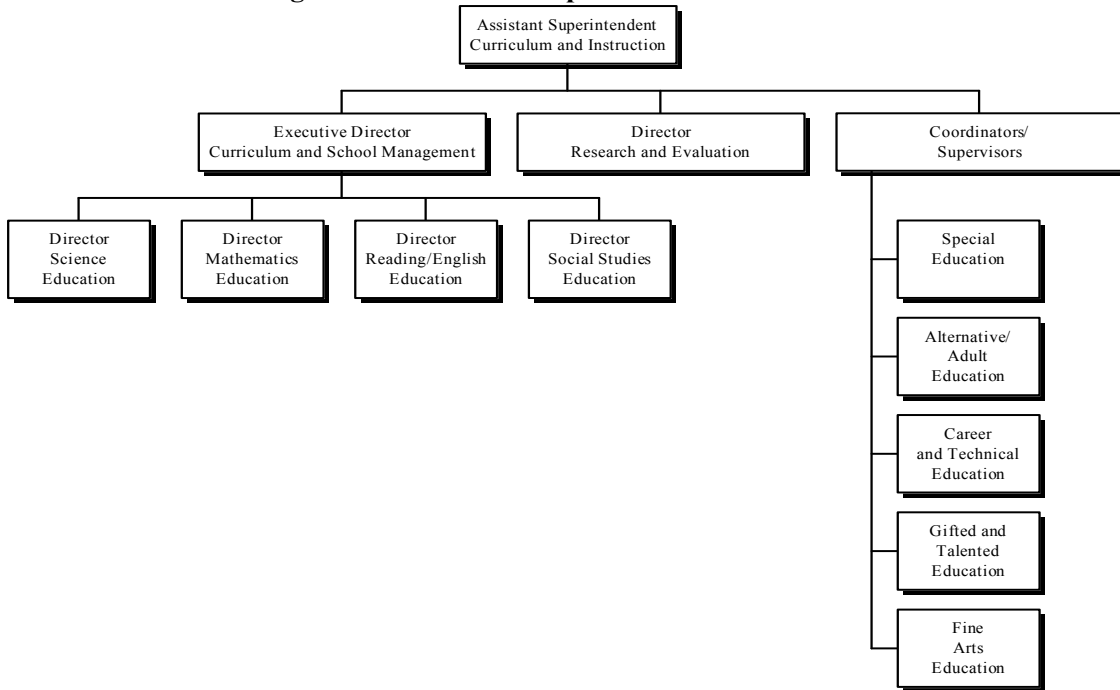 Assistant Superintendent
Curriculum and Instruction
Executive Director
Curriculum and School Management
Director
Research and Evaluation
Coordinators/
Supervisors
Director
Science
Education
Director
Mathematics
Education
Director
Reading/English
Education
Director
Social Studies
Education
Special
Education
Alternative/
Adult
Education
Career
and Technical
Education
Gifted and
Talented
Education
Fine
Arts
Education